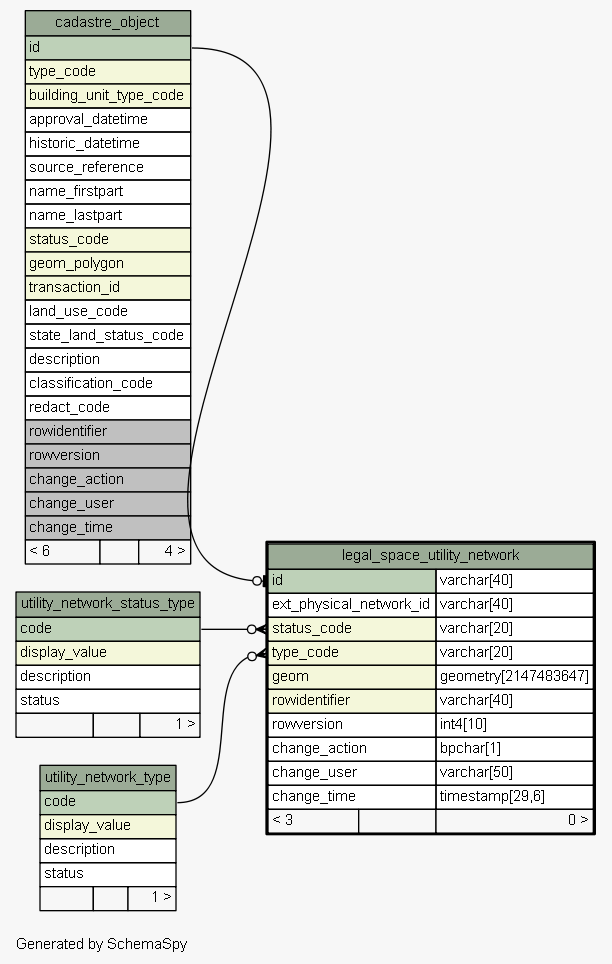 cadastre_object
id
type_code
building_unit_type_code
approval_datetime
historic_datetime
source_reference
name_firstpart
name_lastpart
status_code
geom_polygon
transaction_id
land_use_code
state_land_status_code
description
classification_code
redact_code
rowidentifier
rowversion
change_action
change_user
change_time
< 6 4 >
legal_space_utility_network
id varchar[40]
ext_physical_network_id varchar[40]
status_code varchar[20]
type_code varchar[20]
geom geometry[2147483647]
rowidentifier varchar[40]
rowversion int4[10]
change_action bpchar[1]
change_user varchar[50]
change_time timestamp[29,6]
< 3 0 >
utility_network_status_type
code
display_value
description
status
1 >
utility_network_type
code
display_value
description
status
1 >
Generated by SchemaSpy